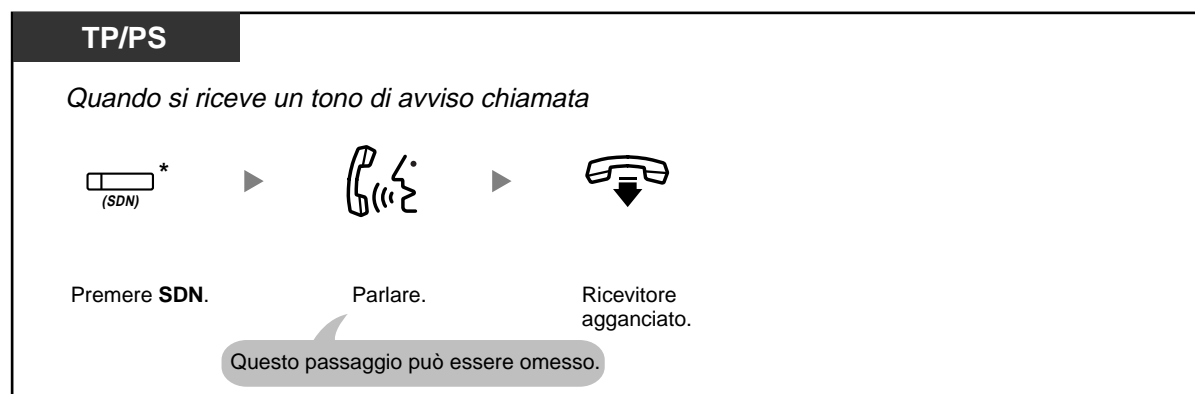 TP/PS
Quando si riceve un tono di avviso chiamata
*
(SDN)
Premere SDN.
Parlare.
Ricevitore
agganciato.
Questo passaggio può essere omesso.